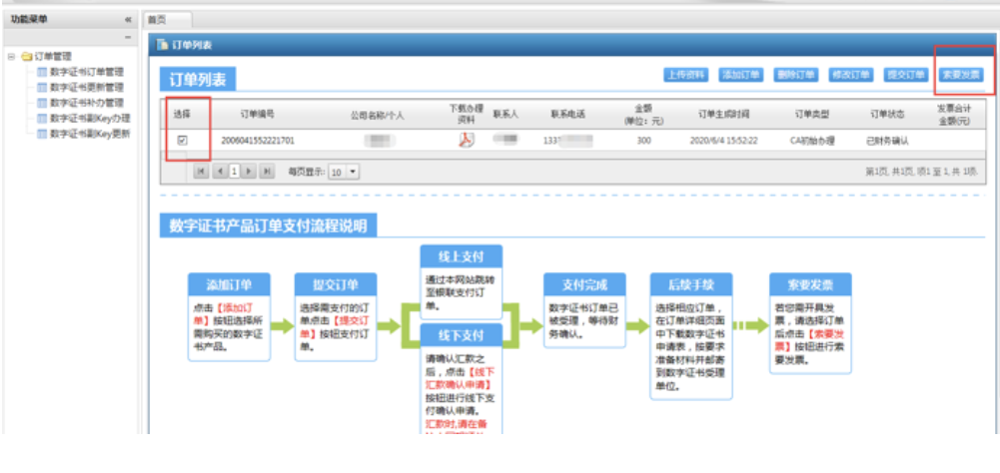 功能菜单 «
首页
订单管理
数字证书订单管理
数字证书更新管理
数字证书补办管理
数字证书副Key办理
数字证书副Key更新
订单列表
订单列表
上传资料 添加订单 删除订单 修改订单 提交订单 索要发票
选择 订单编号 公司名称/个人 下载办理 联系人 联系电话 金额 订单生成时间 订单类型 订单状态 发票合计
资料 (单位：元) 金额(元)
2006041552221701 133 300 2020/6/4 15:52:22 CA初始办理 已财务确认
1 每页显示: 10 第1页, 共1页, 项1 至 1, 共 1项.
数字证书产品订单支付流程说明
添加订单
点击【添加订
单】按钮选择所
需购买的数字证
书产品。
提交订单
选择需支付的订
单点击【提交订
单】按钮支付订
单。
线上支付
通过本网站跳转
至银联支付订
单。
线下支付
请确认汇款之
后，点击【线下
汇款确认申请】
按钮进行线下支
付确认申请。
汇款时,请在备
支付完成
数字证书订单已
被受理，等待财
务确认。
后续手续
选择相应订单，
在订单详细页面
中下载数字证书
申请表，按要求
准备材料并邮寄
到数字证书受理
单位。
索要发票
若您需开具发
票，请选择订单
后点击【索要发
票】按钮进行索
要发票。